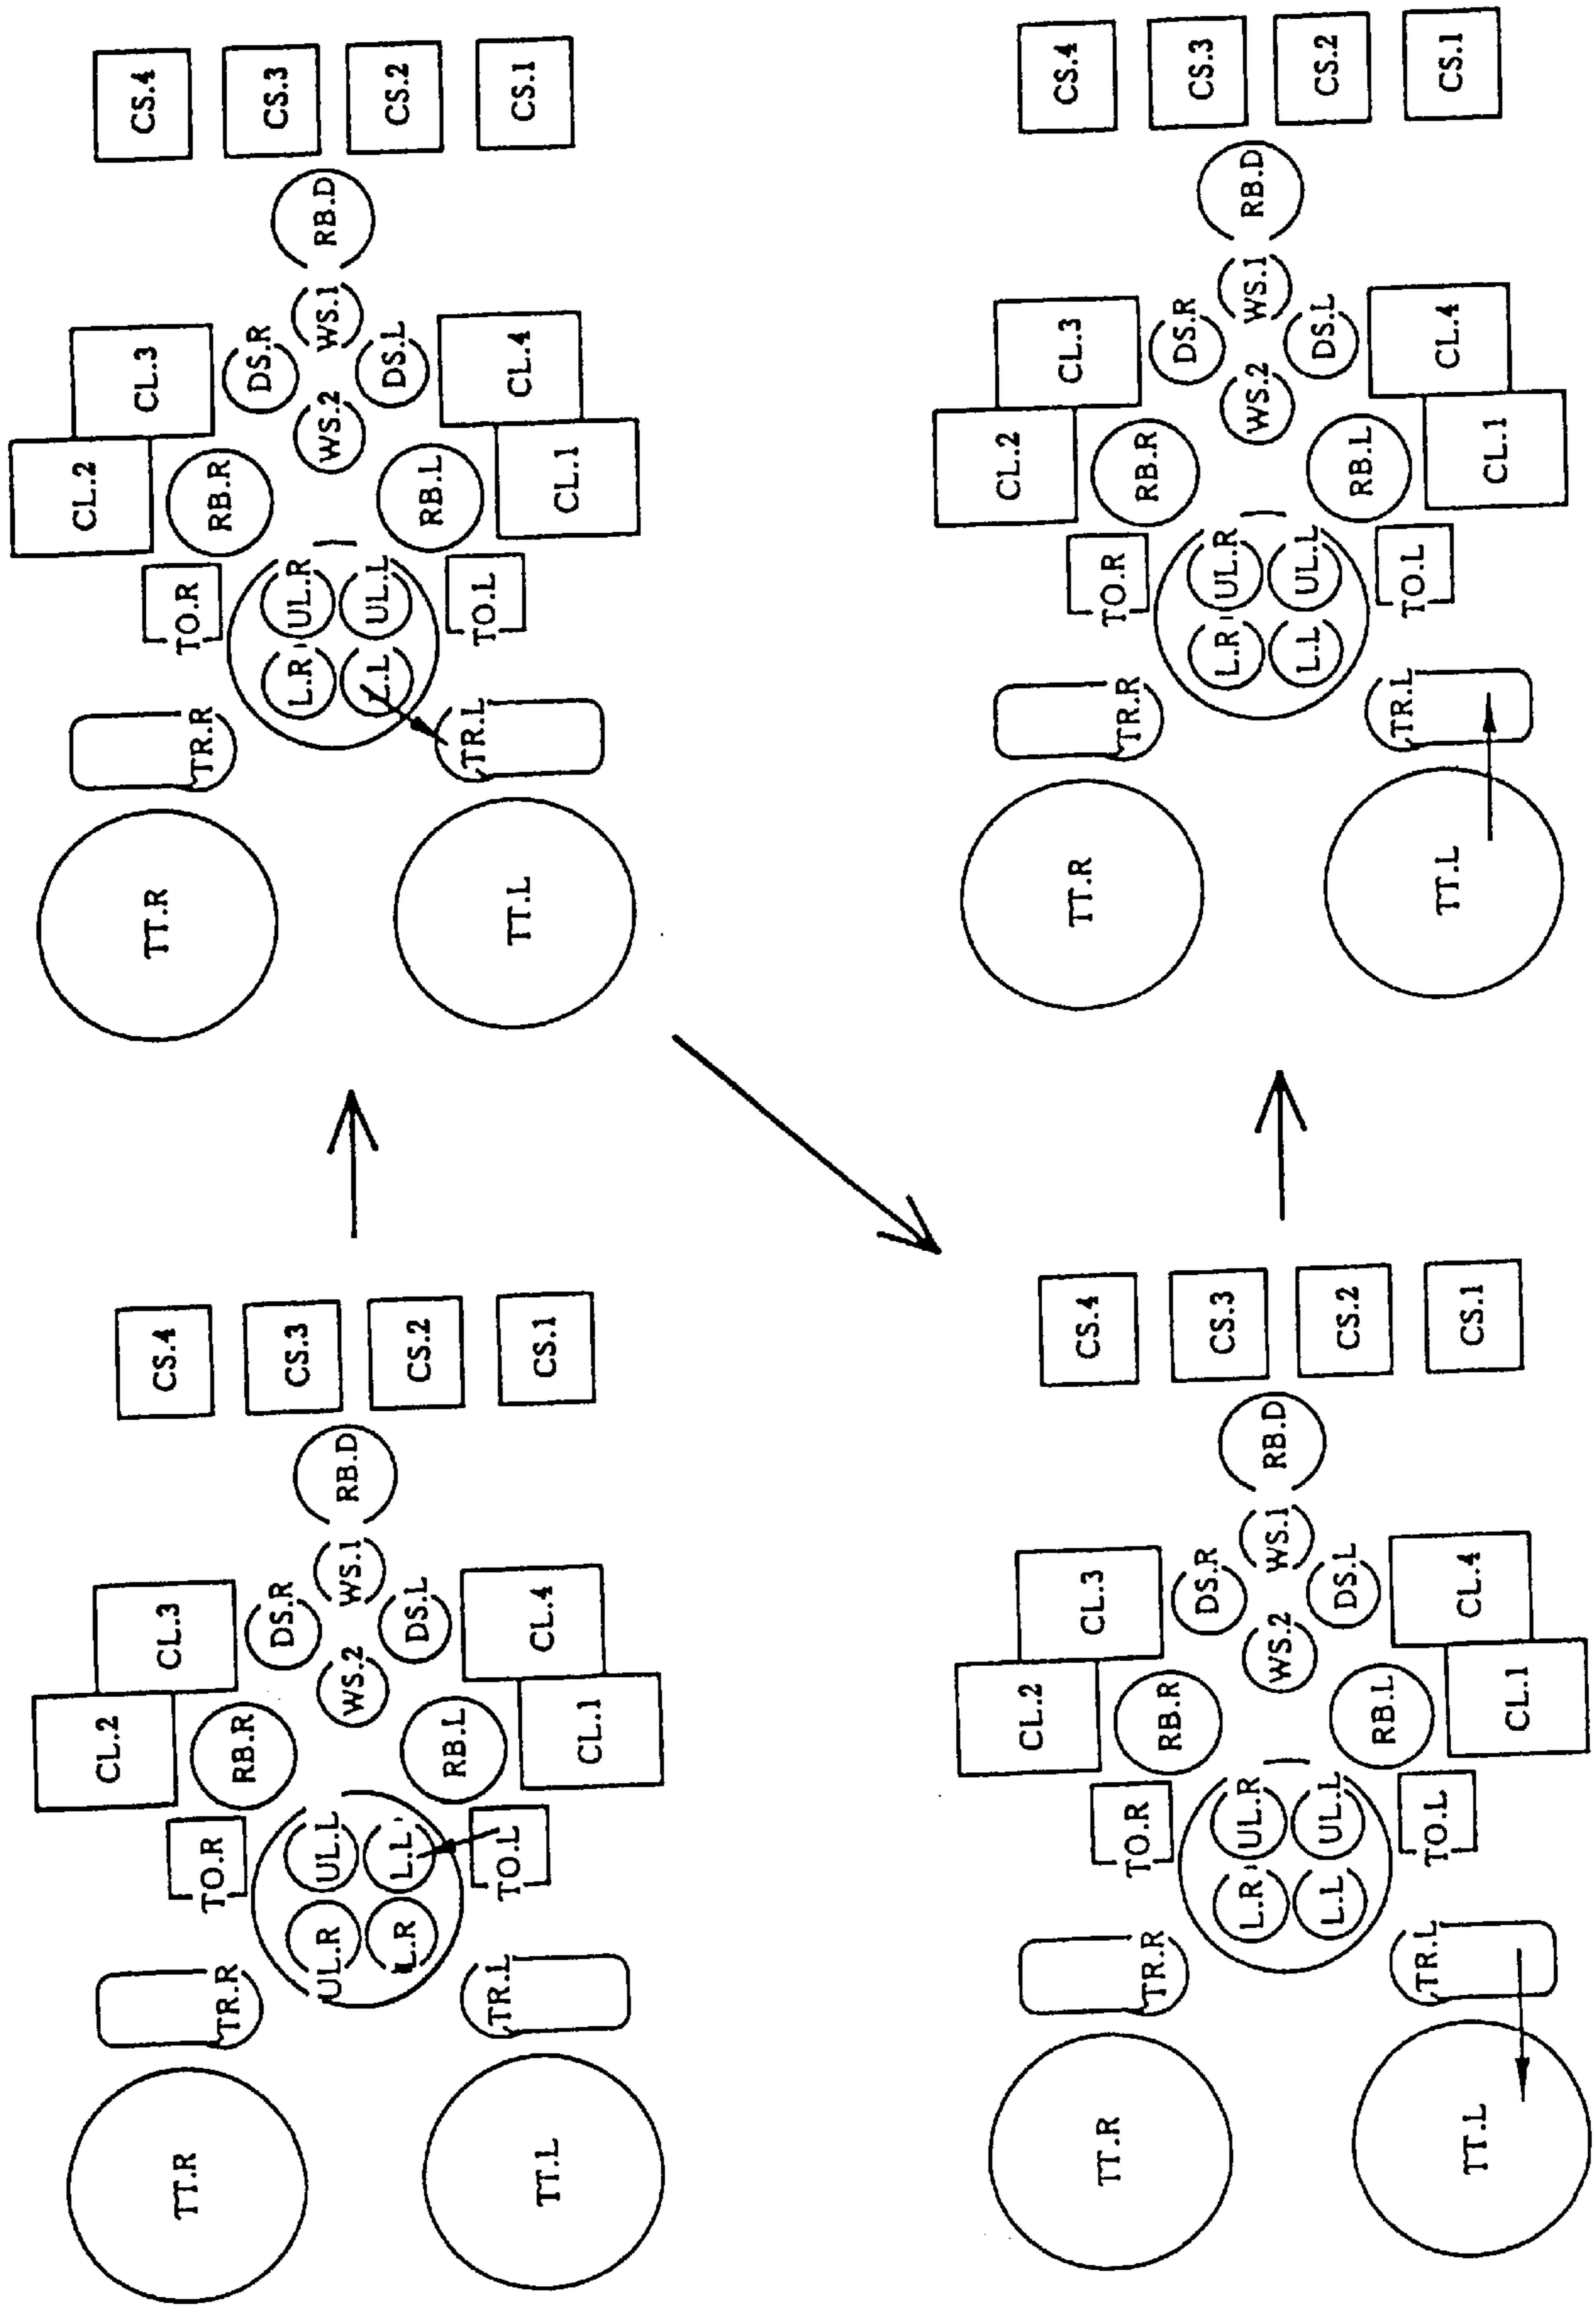 CL.2
CL.3
CS.4
TT.R
TO.R
TR.R
RB.R
DS.R
CS.3
UL.R
UL.L
WS.2
WS.1
RB.D
L.R
L.L
DS.L
CS.2
RB.L
TR.L
TO.L
CL.4
CS.1
TT.L
CL.1
CL.2
CL.3
CS.4
TT.R
TO.R
TR.R
RB.R
DS.R
CS.3
L.R
UL.R
WS.2
WS.1
RB.D
L.L
UL.L
DS.L
CS.2
RB.L
TR.L
TO.L
CL.4
CS.1
TT.L
CL.1
CL.2
CL.3
CS.4
TT.R
TO.R
TR.R
RB.R
DS.R
CS.3
L.R
UL.R
WS.2
WS.1
RB.D
L.L
UL.L
DS.L
CS.2
RB.L
TR.L
TO.L
CL.4
CS.1
TT.L
CL.1
CL.2
CL.3
CS.4
TT.R
TO.R
TR.R
RB.R
DS.R
CS.3
L.R
UL.R
WS.2
WS.1
RB.D
L.L
UL.L
DS.L
CS.2
RB.L
TR.L
TO.L
CL.4
CS.1
TT.L
CL.1